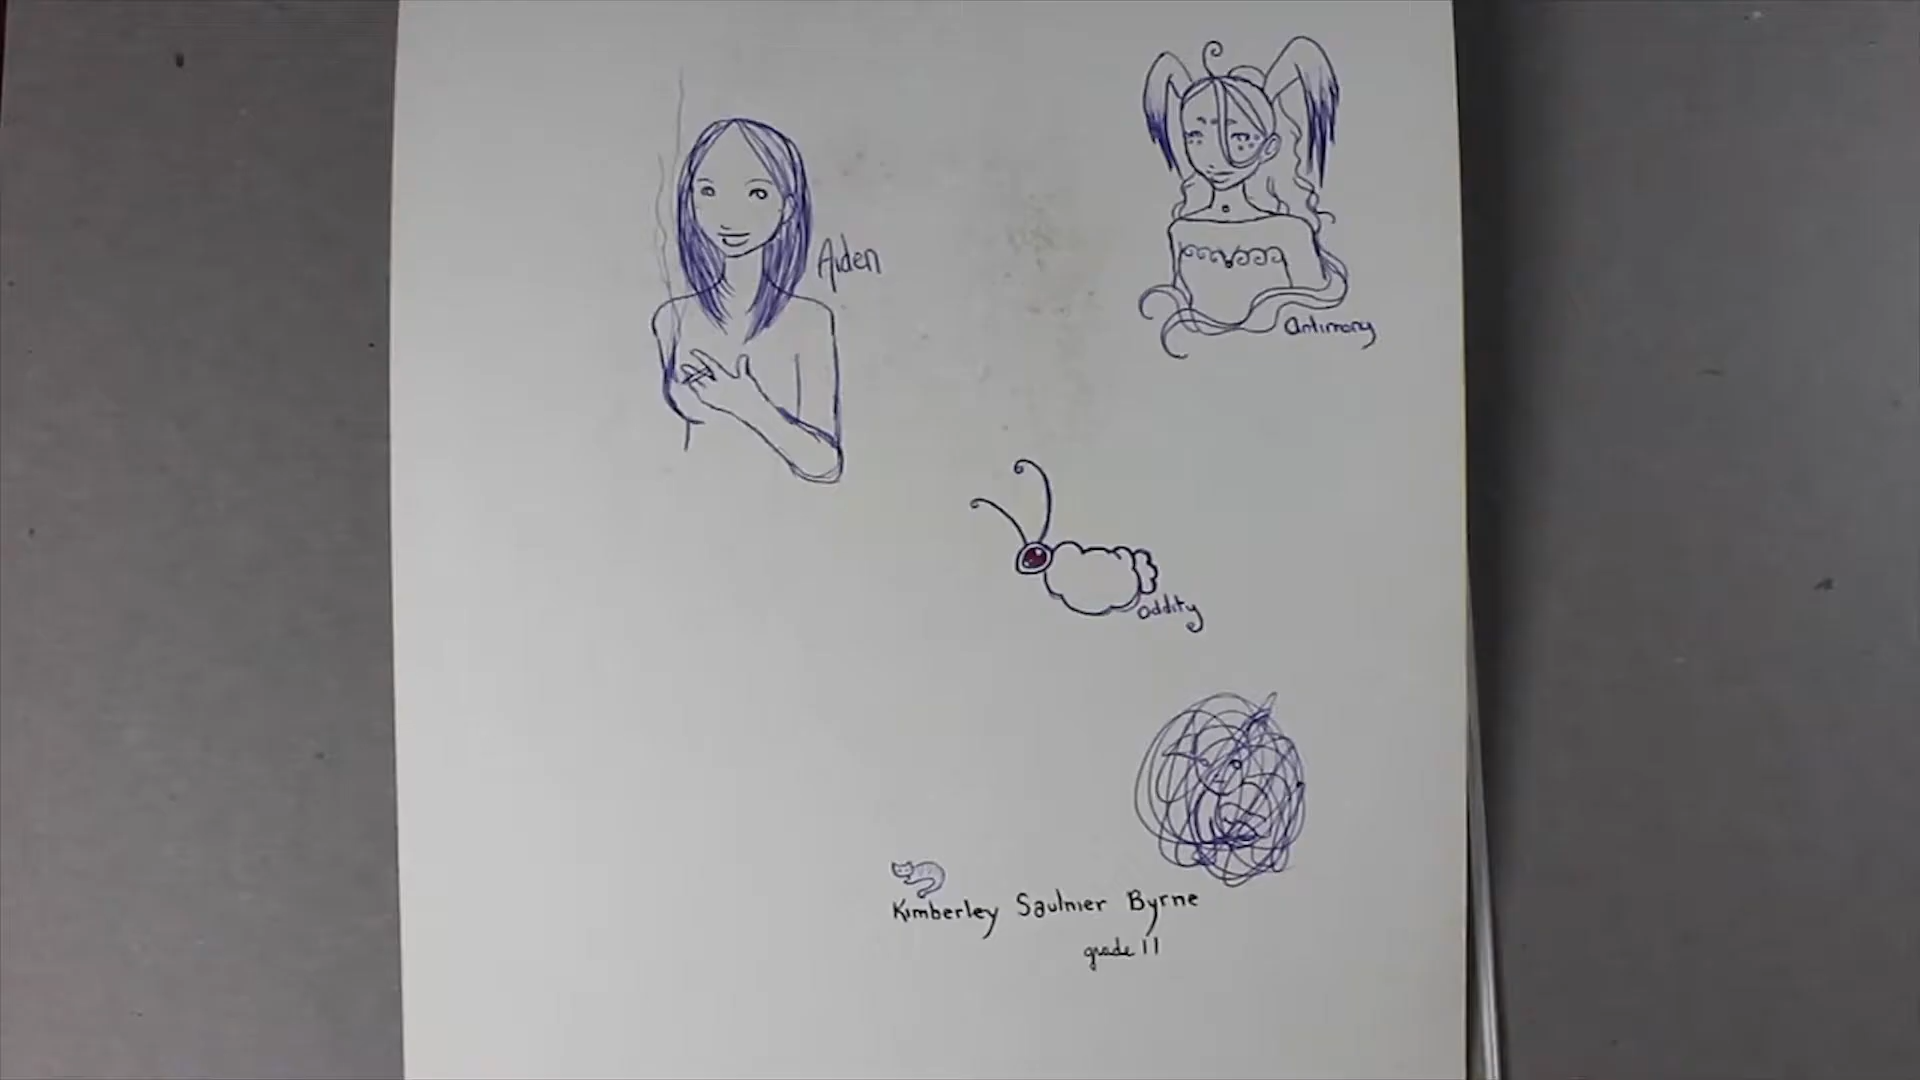 Aiden
Antimony
oddity
Kimberley Saulnier Byrne
grade 11